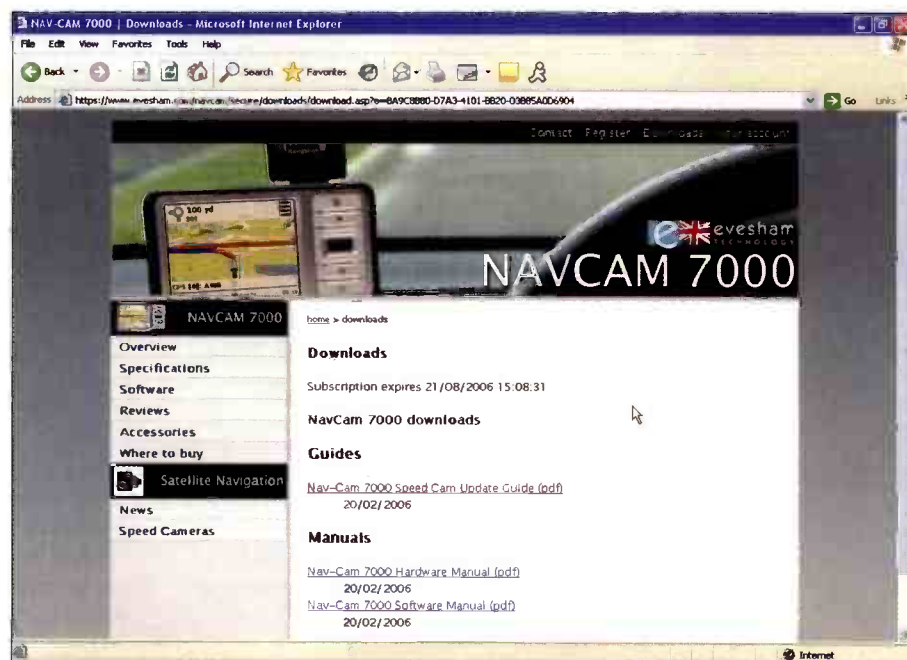 NAV-CAM 7000 | Downloads - Microsoft Internet Explorer
File Edit View Favorites Tools Help
Back Search Favorites
Address Go Links
Contact Register Downloads Your account
100 yd
evesham
TECHNOLOGY
NAVCAM 7000
NAVCAM 7000
home > downloads
Overview
Specifications
Software
Reviews
Accessories
Where to buy
Satellite Navigation
News
Speed Cameras
Downloads
Subscription expires 21/08/2006 15:08:31
NavCam 7000 downloads
Guides
Nav-Cam 7000 Speed Cam Update Guide (pdf)
20/02/2006
Manuals
Nav-Cam 7000 Hardware Manual (pdf)
20/02/2006
Nav-Cam 7000 Software Manual (pdf)
20/02/2006
Internet